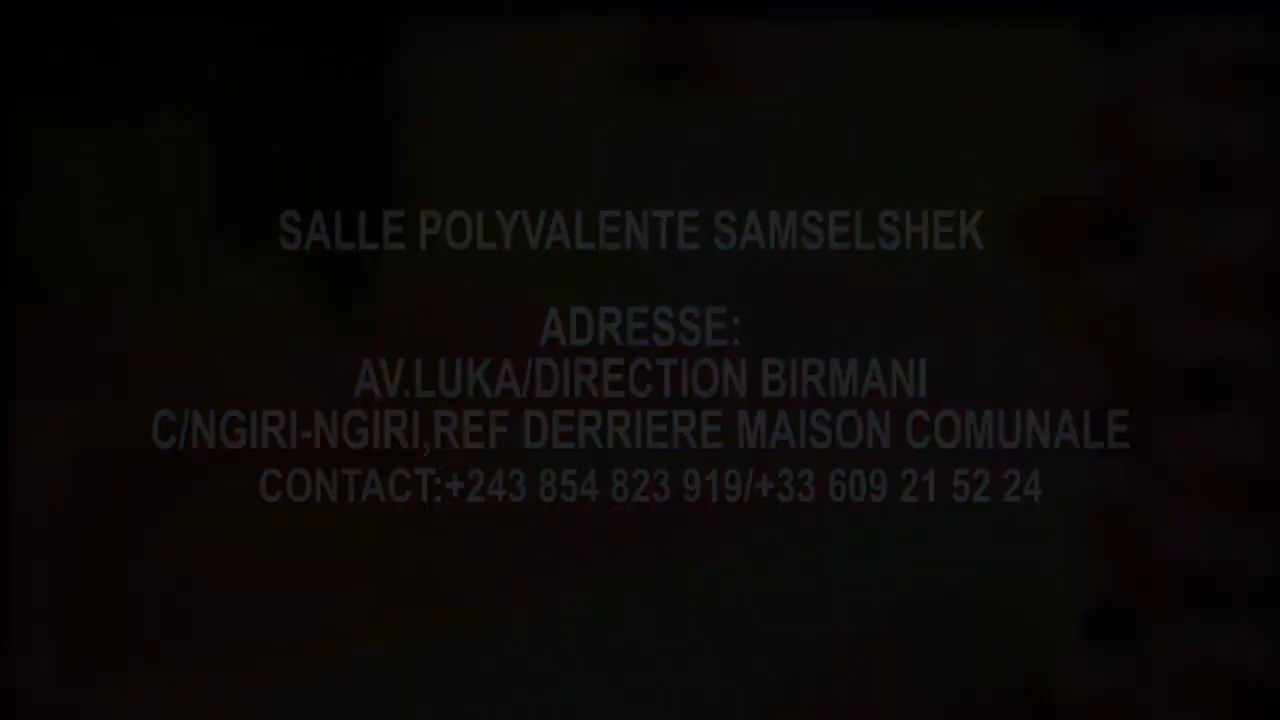 SALLE POLYVALENTE SAMSELSHEK
ADRESSE:
AV.LUKA/DIRECTION BIRMANI
C/NGIRI-NGIRI,REF DERRIERE MAISON COMUNALE
CONTACT:+243 854 823 919/+33 609 21 52 24